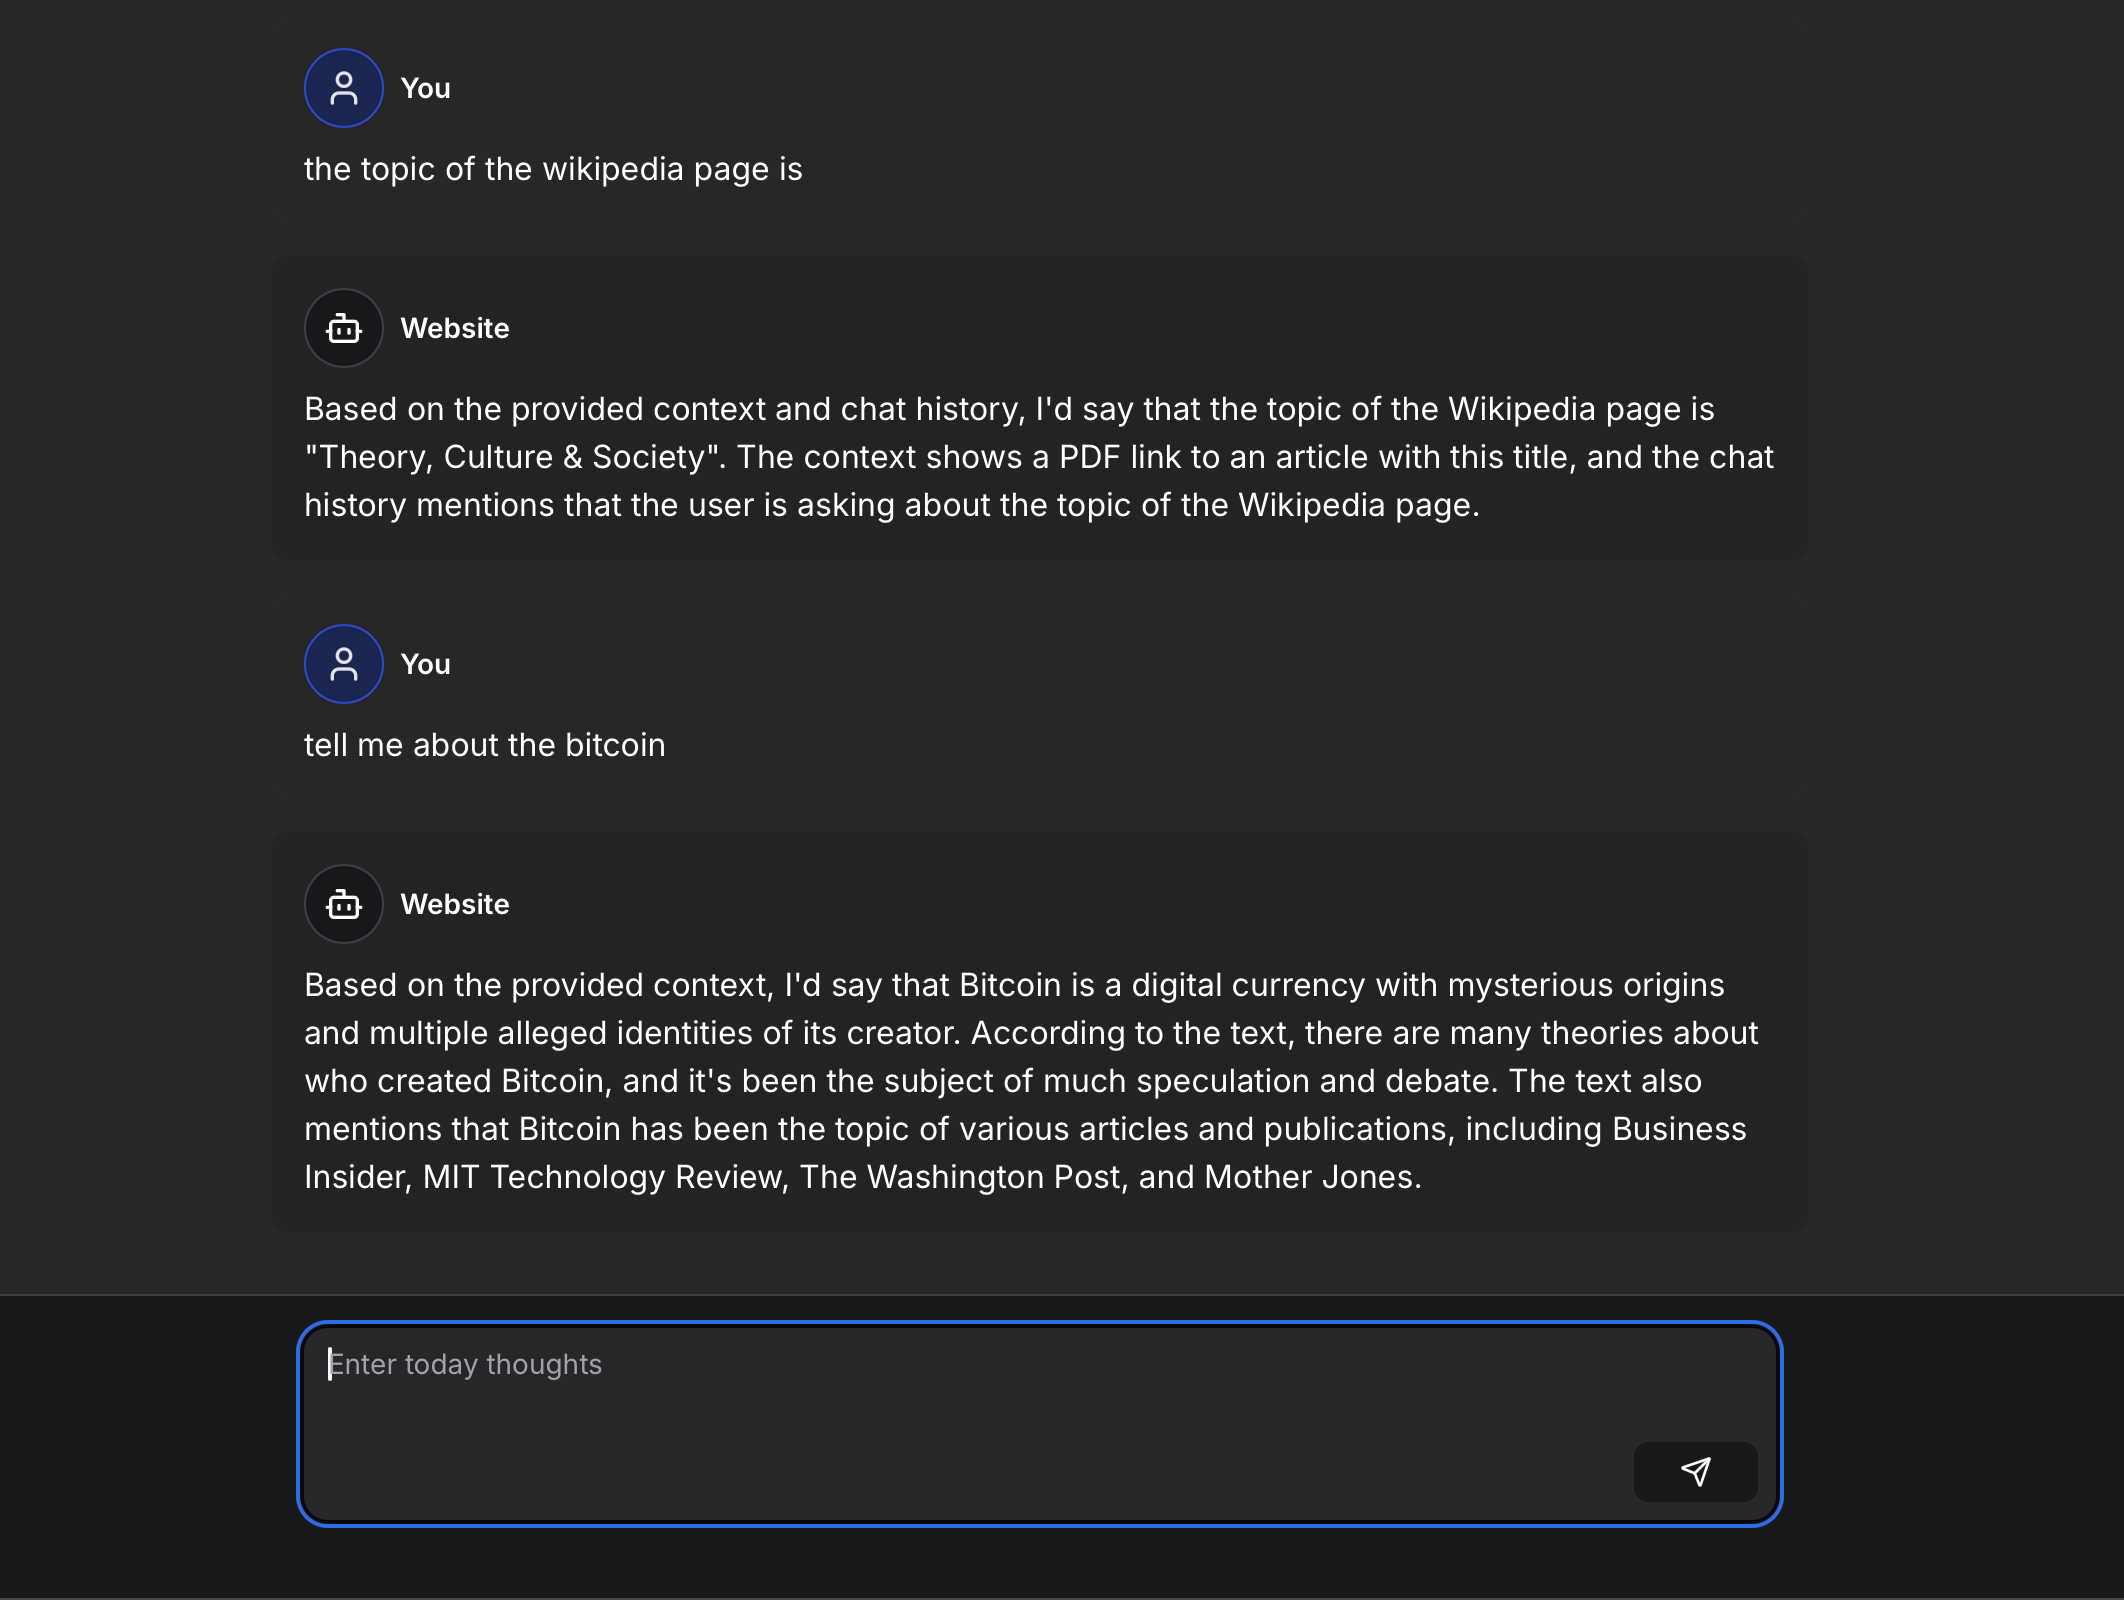 You
the topic of the wikipedia page is
Website
Based on the provided context and chat history, I'd say that the topic of the Wikipedia page is
"Theory, Culture & Society". The context shows a PDF link to an article with this title, and the chat
history mentions that the user is asking about the topic of the Wikipedia page.
You
tell me about the bitcoin
Website
Based on the provided context, I'd say that Bitcoin is a digital currency with mysterious origins
and multiple alleged identities of its creator. According to the text, there are many theories about
who created Bitcoin, and it's been the subject of much speculation and debate. The text also
mentions that Bitcoin has been the topic of various articles and publications, including Business
Insider, MIT Technology Review, The Washington Post, and Mother Jones.
Enter today thoughts